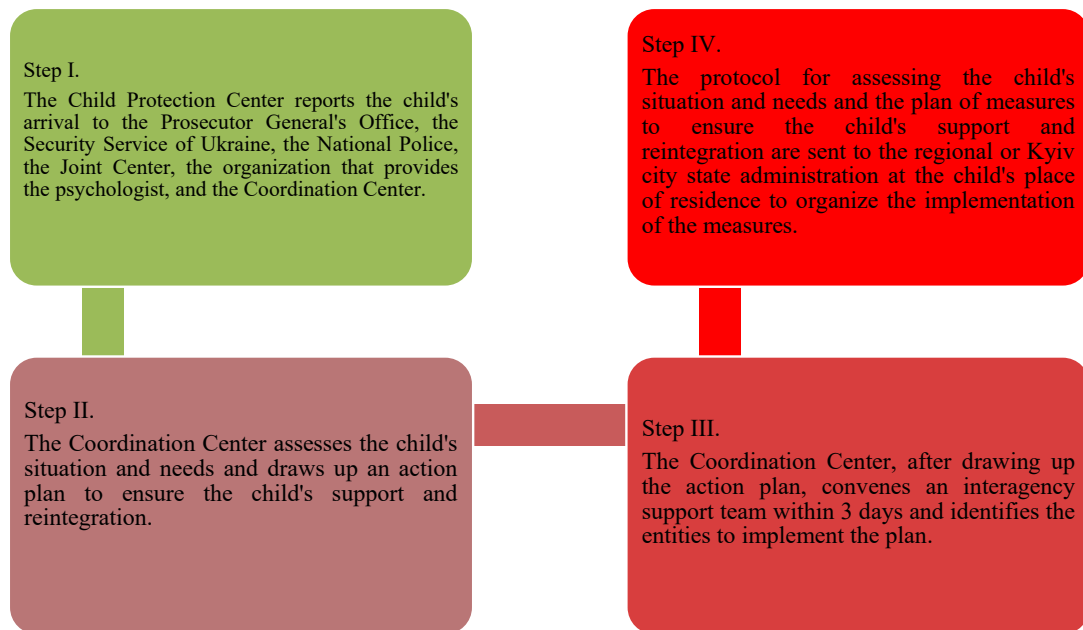 Step I.
The Child Protection Center reports the child's
arrival to the Prosecutor General's Office, the
Security Service of Ukraine, the National Police,
the Joint Center, the organization that provides
the psychologist, and the Coordination Center.
Step II.
The Coordination Center assesses the child's
situation and needs and draws up an action
plan to ensure the child's support and
reintegration.
Step III.
The Coordination Center, after drawing up
the action plan, convenes an interagency
support team within 3 days and identifies the
entities to implement the plan.
Step IV.
The protocol for assessing the child's
situation and needs and the plan of measures
to ensure the child's support and
reintegration are sent to the regional or Kyiv
city state administration at the child's place
of residence to organize the implementation
of the measures.